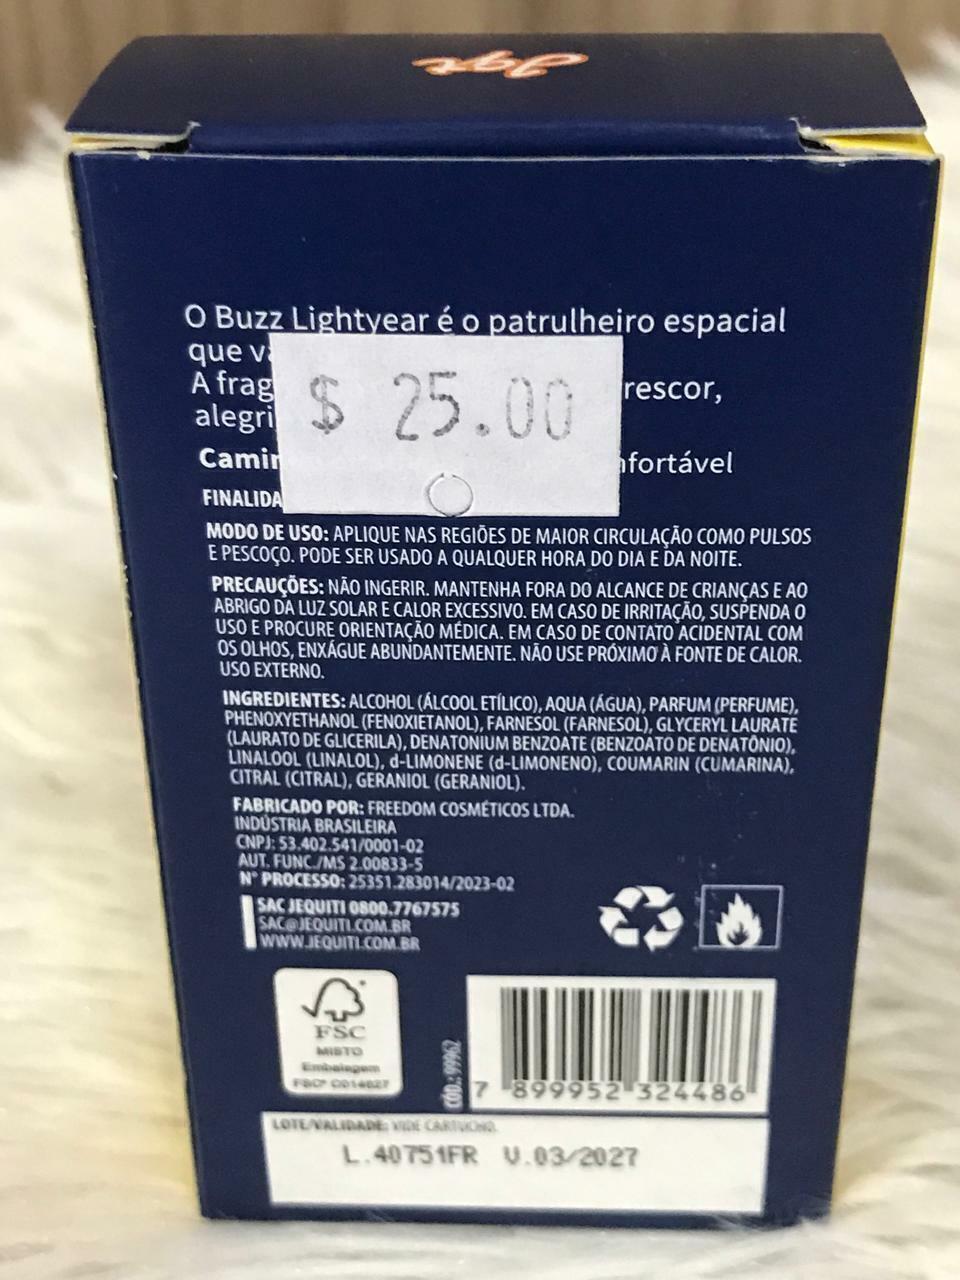 Jqt
O Buzz Lightyear é o patrulheiro espacial
que
$ 25.00
A rescor,
nfortável
MODO DE USO: APLIQUE NAS REGIÕES DE MAIOR CIRCULAÇÃO COMO PULSOS
E PESCOÇO. PODE SER USADO A QUALQUER HORA DO DIA E DA NOITE.
PRECAUÇÕES: NÃO INGERIR. MANTENHA FORA DO ALCANCE DE CRIANÇAS E AO
ABRIGO DA LUZ SOLAR E CALOR EXCESSIVO. EM CASO DE IRRITAÇÃO, SUSPENDA O
USO E PROCURE ORIENTAÇÃO MÉDICA. EM CASO DE CONTATO ACIDENTAL COM
OS OLHOS, ENXÁGUE ABUNDANTEMENTE. NÃO USE PRÓXIMO À FONTE DE CALOR.
USO EXTERNO.
INGREDIENTES: ALCOHOL (ÁLCOOL ETÍLICO), AQUA (ÁGUA), PARFUM (PERFUME),
PHENOXYETHANOL (FENOXIETANOL), FARNESOL (FARNESOL), GLYCERYL LAURATE
(LAURATO DE GLICERILA), DENATONIUM BENZOATE (BENZOATO DE DENATÔNIO),
LINALOOL (LINALOL), d-LIMONENE (d-LIMONENO), COUMARIN (CUMARINA),
CITRAL (CITRAL), GERANIOL (GERANIOL).
FABRICADO POR: FREEDOM COSMÉTICOS LTDA.
INDÚSTRIA BRASILEIRA
CNPJ: 53.402.541/0001-02
AUT. FUNC./MS 2.00833-5
N° PROCESSO: 25351.283014/2023-02
SAC JEQUITI 0800.7767575
SAC@JEQUITI.COM.BR
WWW.JEQUITI.COM.BR
FSC
MISTO
Embalagem
FSC® C014627
CÓD.: 99962
7 899952 324486
LOTE/VALIDADE: VIDE CARTUCHO.
L.40751FR V.03/2027